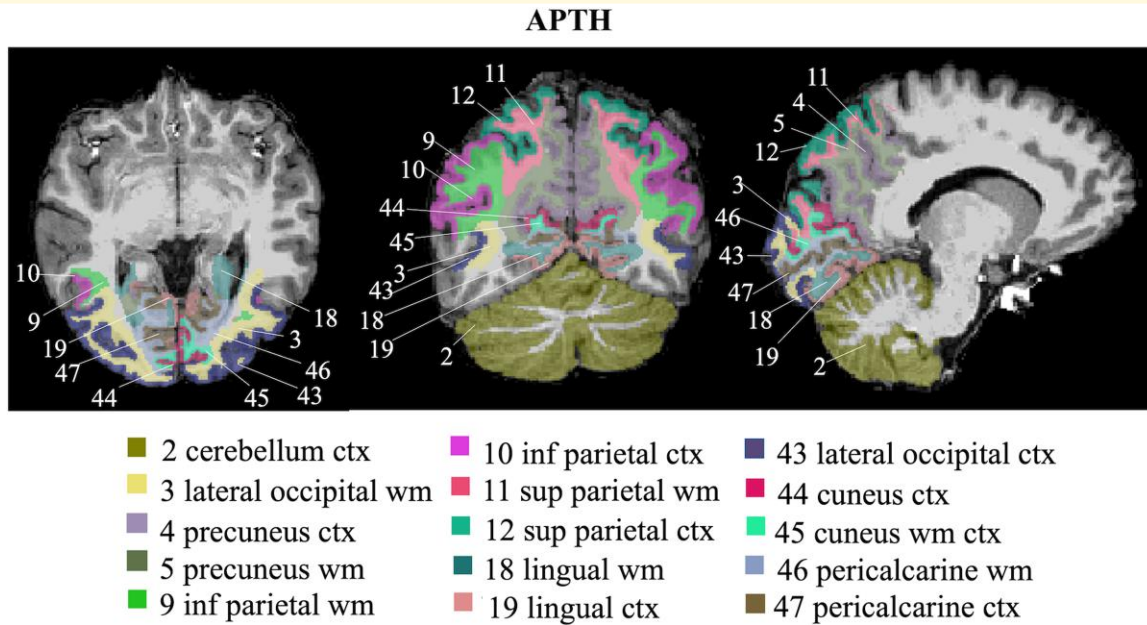 APTH
11
12
9
10
44
45
3
43
18
19
2
11
4
5
12
3
46
43
47
18
19
2
10
9
19
47
44
18
3
46
45
43
2 cerebellum ctx
3 lateral occipital wm
4 precuneus ctx
5 precuneus wm
9 inf parietal wm
10 inf parietal ctx
11 sup parietal wm
12 sup parietal ctx
18 lingual wm
19 lingual ctx
43 lateral occipital ctx
44 cuneus ctx
45 cuneus wm ctx
46 pericalcarine wm
47 pericalcarine ctx